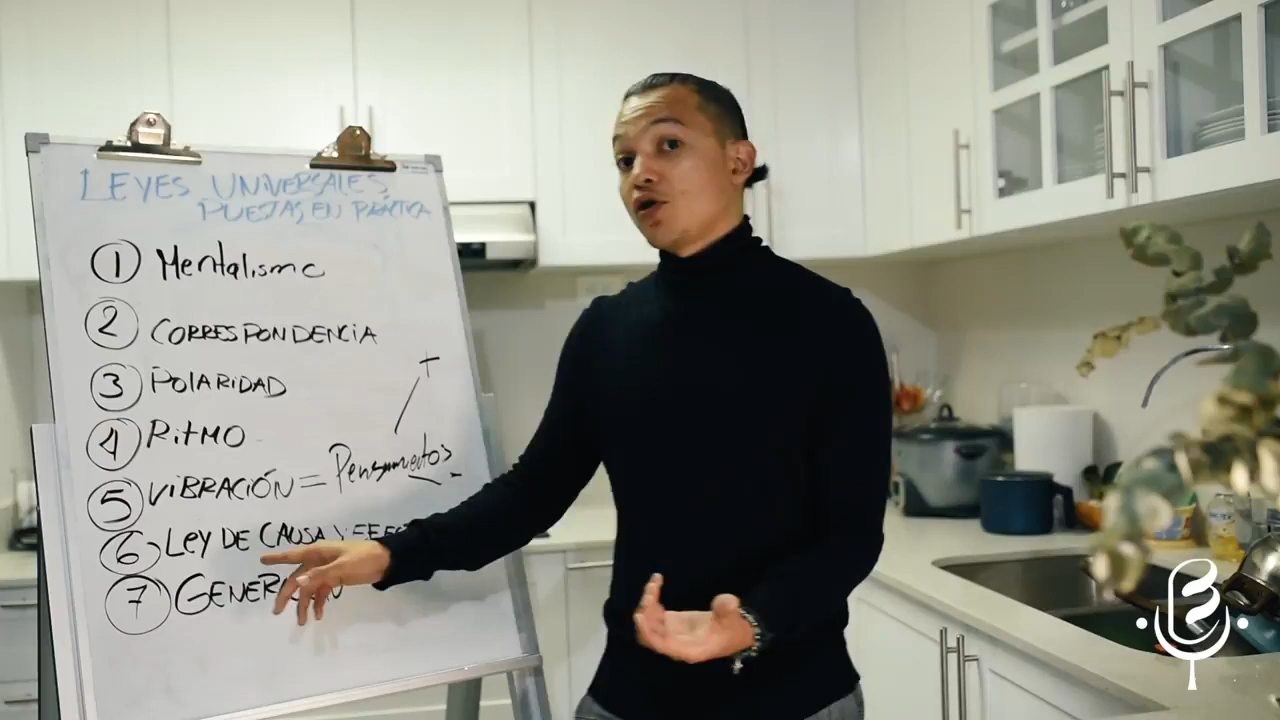 LEYES UNIVERSALES
PUESTAS EN PRÁCTICA
1 Mentalismo
2 CORRESPONDENCIA
3 POLARIDAD
4 RITMO
+
5 VIBRACIÓN = Pensamientos -
6 Ley DE CAUSA Y EFECT
7 GENERACIÓN